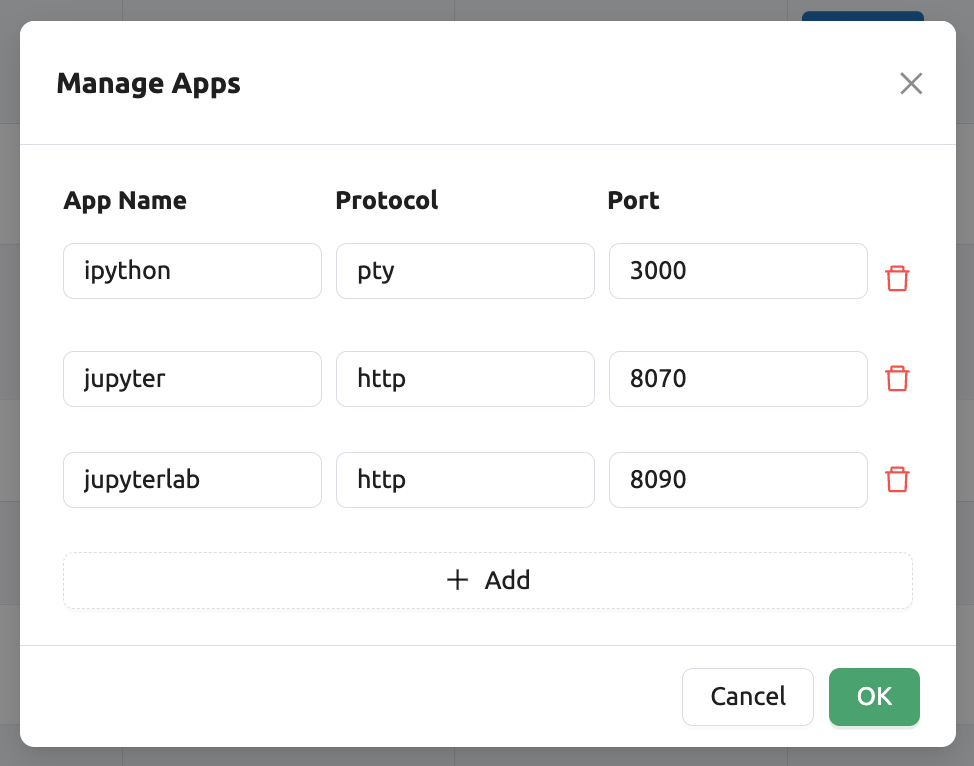 Manage Apps
App Name Protocol Port
ipython pty 3000
jupyter http 8070
jupyterlab http 8090
+ Add
Cancel OK